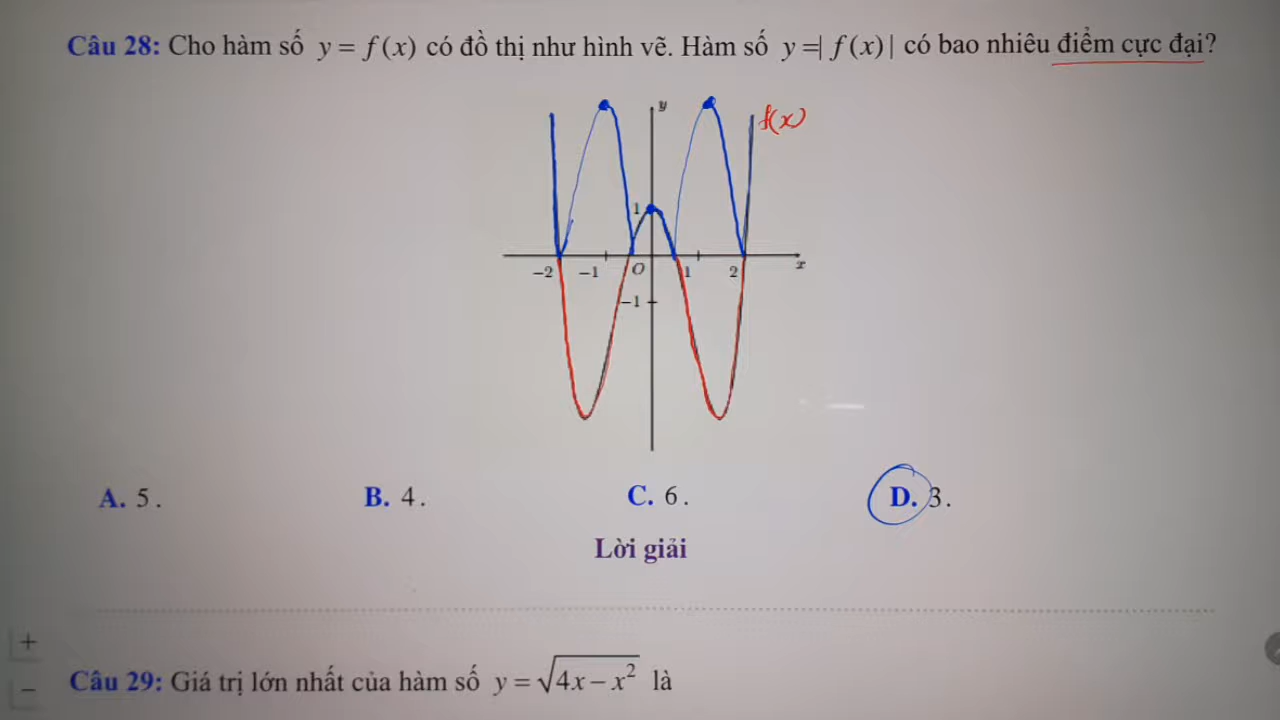 Câu 28: Cho hàm số y = f(x) có đồ thị như hình vẽ. Hàm số y =| f(x) | có bao nhiêu điểm cực đại?
y
f(x)
1
-2 -1 O 1 2 x
-1
A. 5. B. 4. C. 6. D. 3.
Lời giải
Câu 29: Giá trị lớn nhất của hàm số y = √4x − x² là